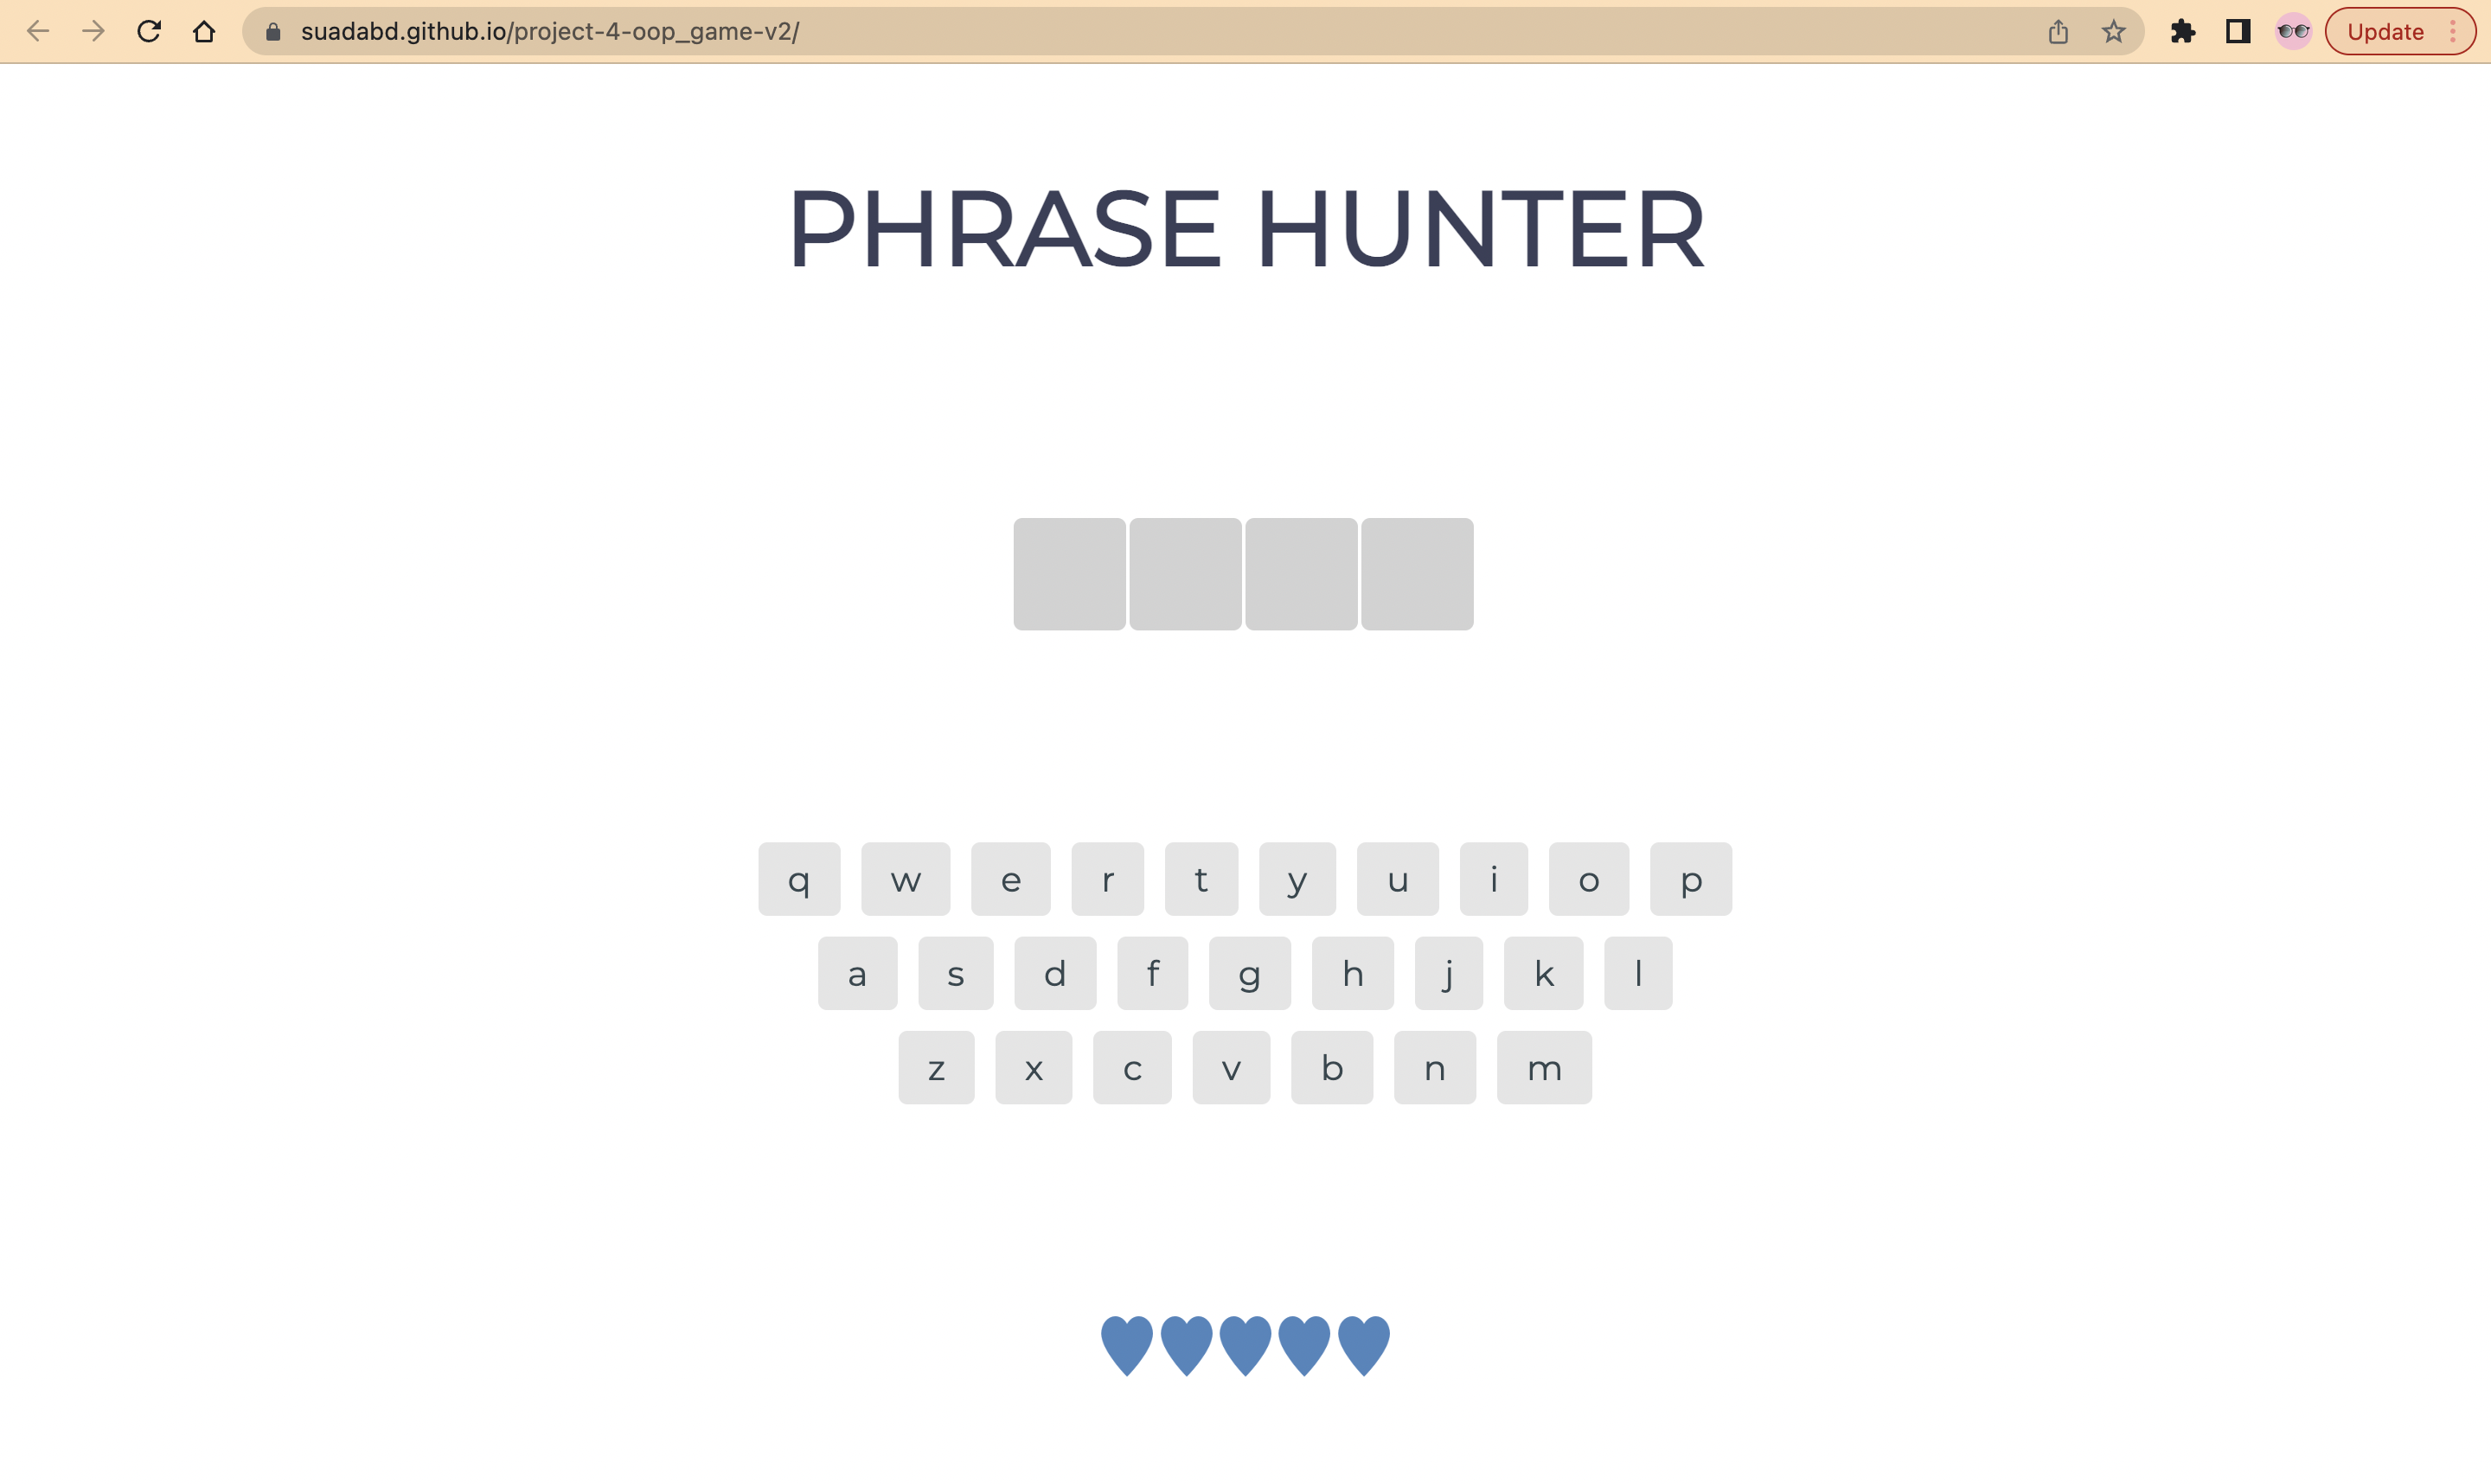 suadabd.github.io/project-4-oop_game-v2/
Update
PHRASE HUNTER
q w e r t y u i o p
a s d f g h j k l
z x c v b n m